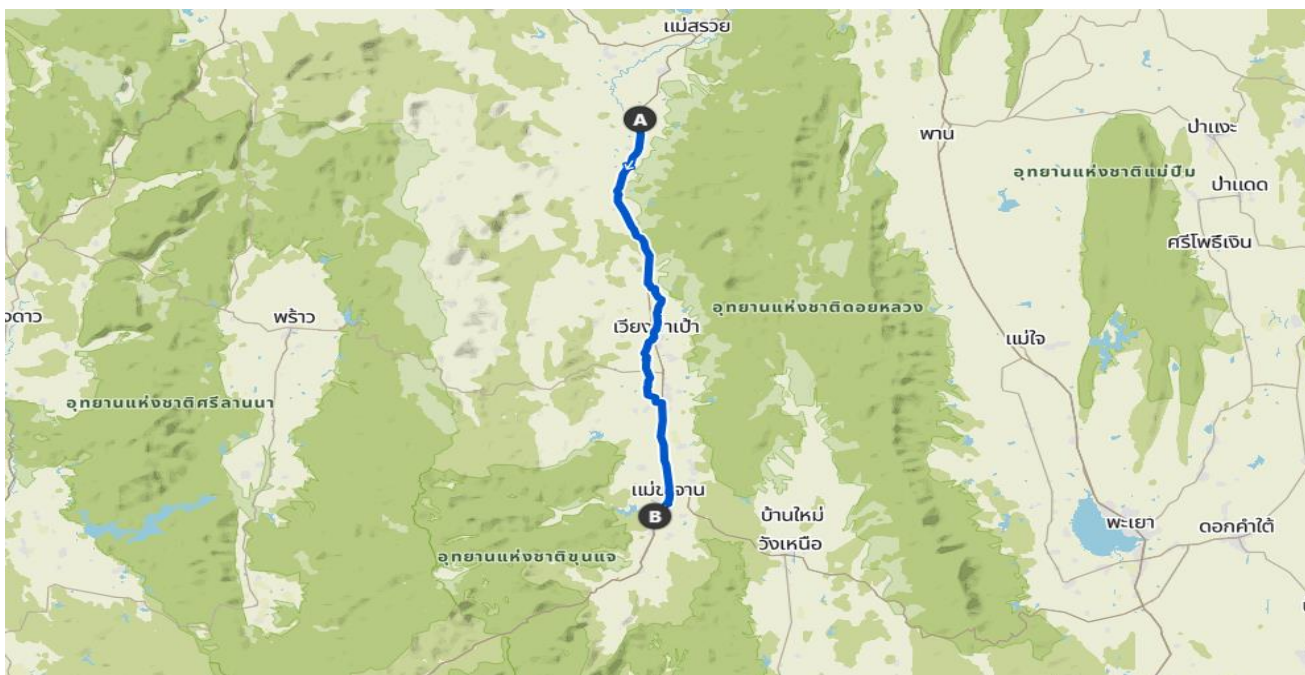 แม่สรวย
A
พาน
ป่าแงะ
อุทยานแห่งชาติแม่ปืม
ป่าแดด
ศรีโพธิ์เงิน
อุทยานแห่งชาติดอยหลวง
พร้าว
แม่ใจ
อุทยานแห่งชาติศรีลานนา
B
บ้านใหม่
วังเหนือ
พะเยา
ดอกคำใต้
อุทยานแห่งชาติขุนแจ